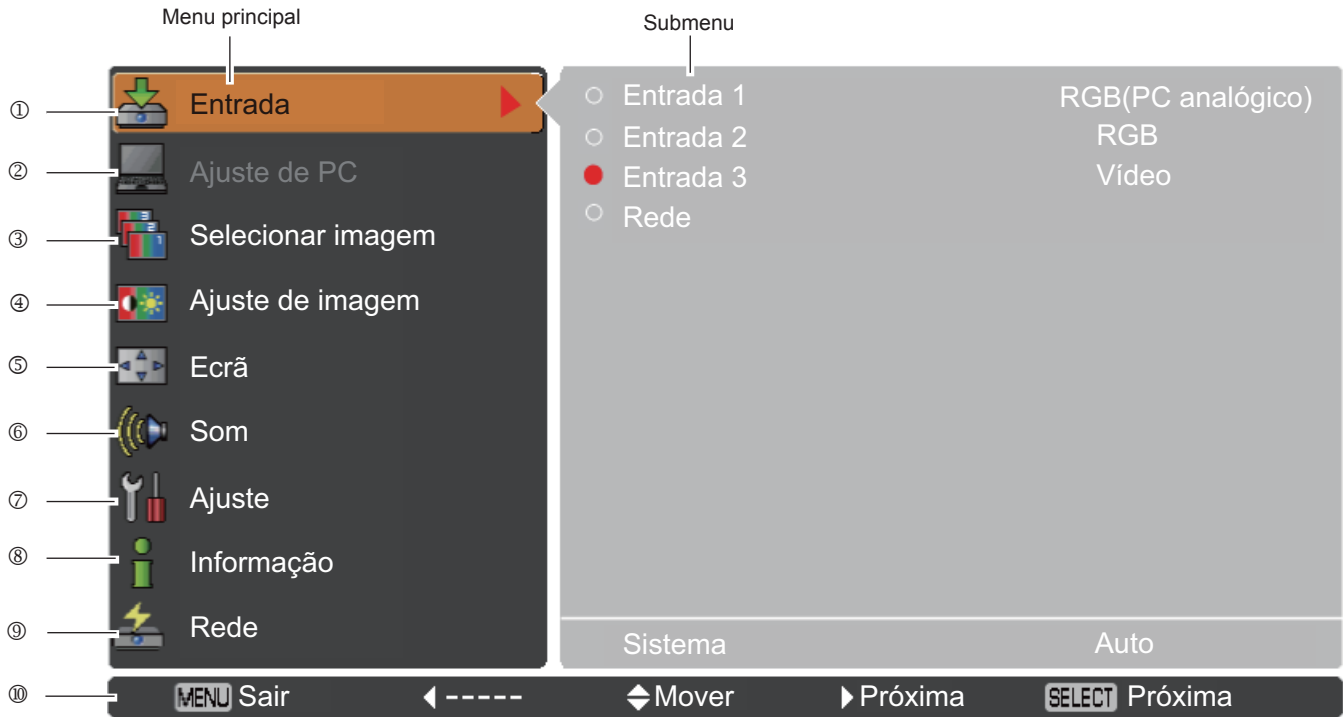 Menu principal
Submenu
① Entrada
② Ajuste de PC
③ Selecionar imagem
④ Ajuste de imagem
⑤ Ecrã
⑥ Som
⑦ Ajuste
⑧ Informação
⑨ Rede
Entrada 1 RGB(PC analógico)
Entrada 2 RGB
Entrada 3 Vídeo
Rede
Sistema Auto
⑩ MENU Sair ----- Mover Próxima SELECT Próxima